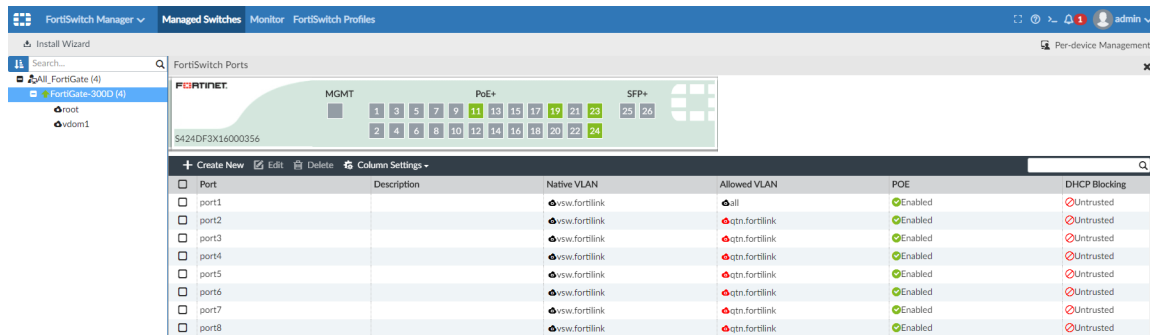 FortiSwitch Manager Managed Switches Monitor FortiSwitch Profiles 1 admin
Install Wizard Per-device Management
Search... FortiSwitch Ports
All_FortiGate (4)
FortiGate-300D (4)
root
vdom1
FORTINET
MGMT PoE+ SFP+
1 3 5 7 9 11 13 15 17 19 21 23 25 26
2 4 6 8 10 12 14 16 18 20 22 24
S424DF3X16000356
Create New Edit Delete Column Settings
Port Description Native VLAN Allowed VLAN POE DHCP Blocking
port1 vsw.fortilink all Enabled Untrusted
port2 vsw.fortilink qtn.fortilink Enabled Untrusted
port3 vsw.fortilink qtn.fortilink Enabled Untrusted
port4 vsw.fortilink qtn.fortilink Enabled Untrusted
port5 vsw.fortilink qtn.fortilink Enabled Untrusted
port6 vsw.fortilink qtn.fortilink Enabled Untrusted
port7 vsw.fortilink qtn.fortilink Enabled Untrusted
port8 vsw.fortilink qtn.fortilink Enabled Untrusted